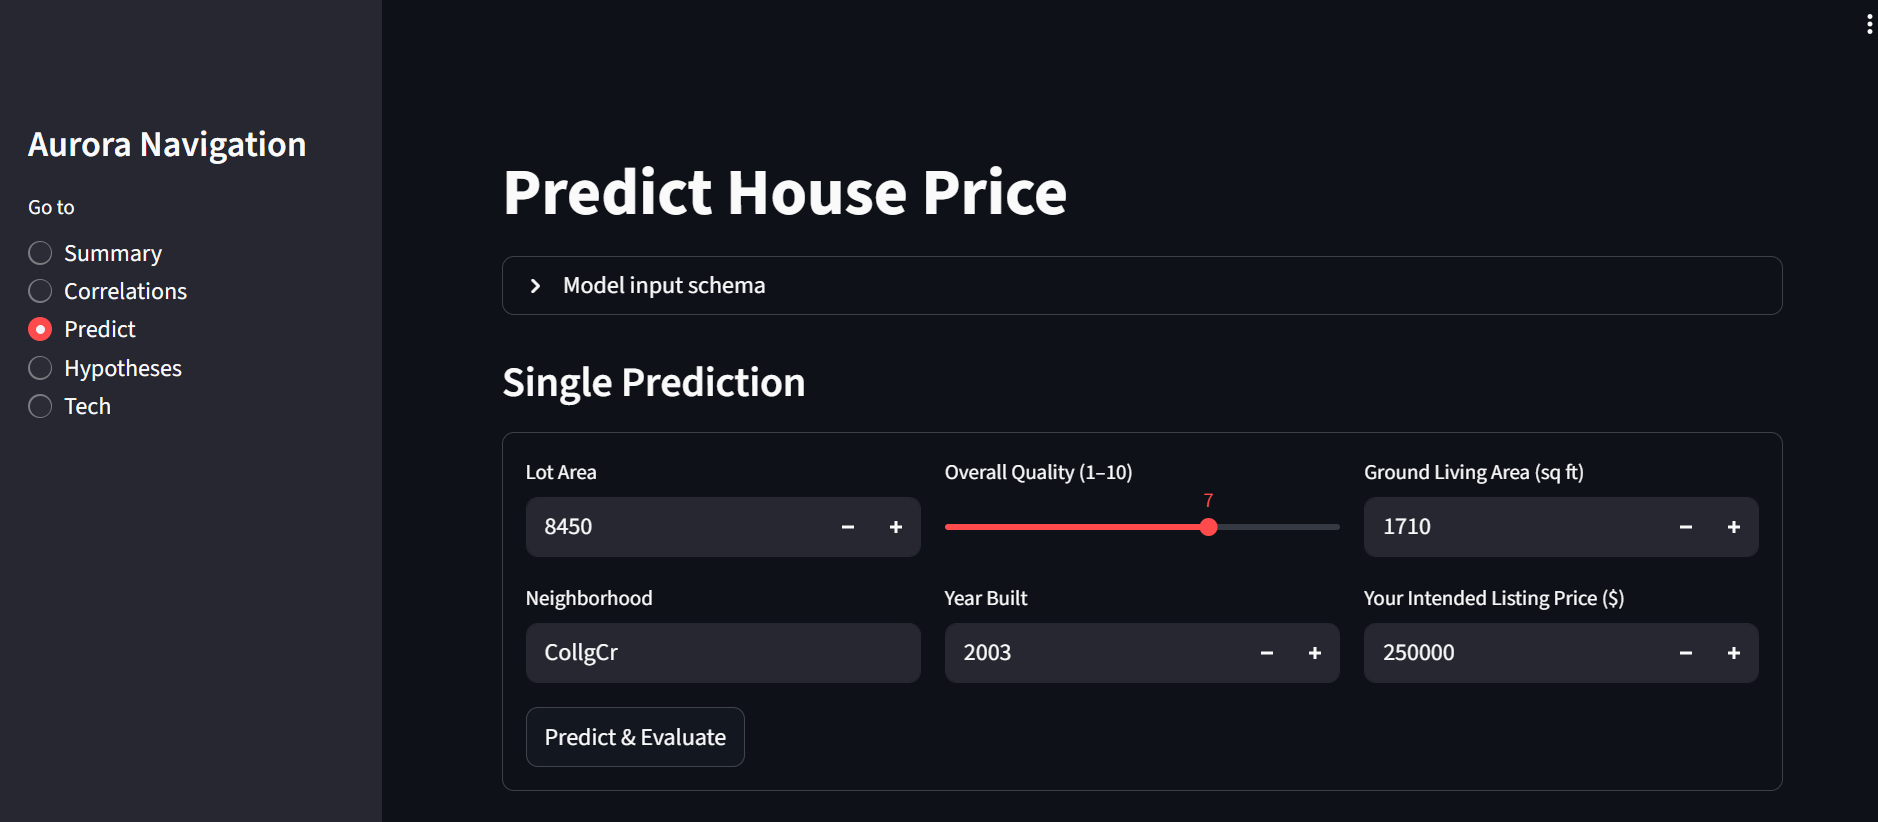 Aurora Navigation
Go to
Summary
Correlations
Predict
Hypotheses
Tech
Predict House Price
Model input schema
Single Prediction
Lot Area
8450
Overall Quality (1–10)
7
Ground Living Area (sq ft)
1710
Neighborhood
CollgCr
Year Built
2003
Your Intended Listing Price ($)
250000
Predict & Evaluate